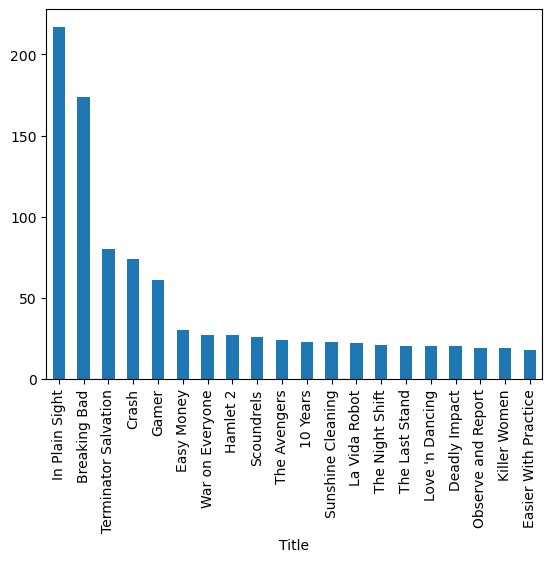 200
150
100
50
0
In Plain Sight
Breaking Bad
Terminator Salvation
Crash
Gamer
Easy Money
War on Everyone
Hamlet 2
Scoundrels
The Avengers
10 Years
Sunshine Cleaning
La Vida Robot
The Night Shift
The Last Stand
Love 'n Dancing
Deadly Impact
Observe and Report
Killer Women
Easier With Practice
Title